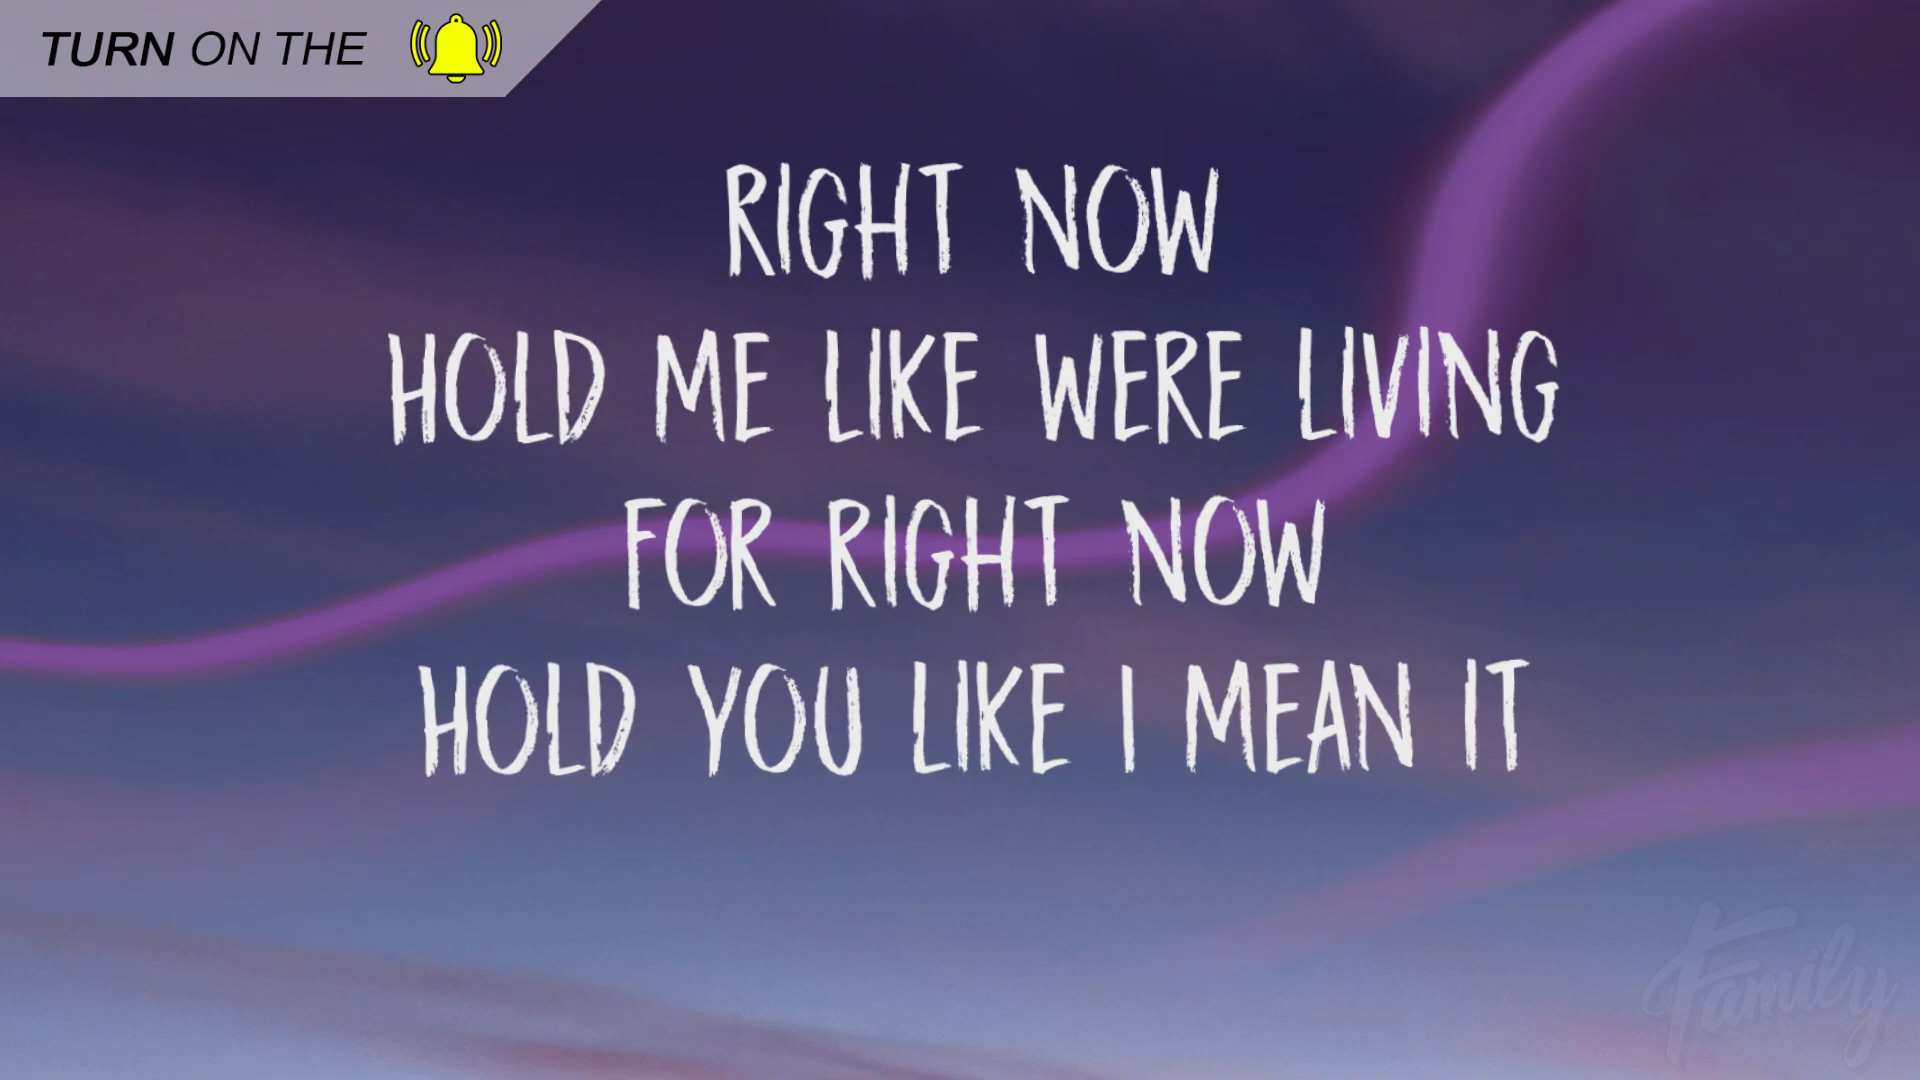 TURN ON THE
RIGHT NOW
HOLD ME LIKE WERE LIVING
FOR RIGHT NOW
HOLD YOU LIKE I MEAN IT
Family